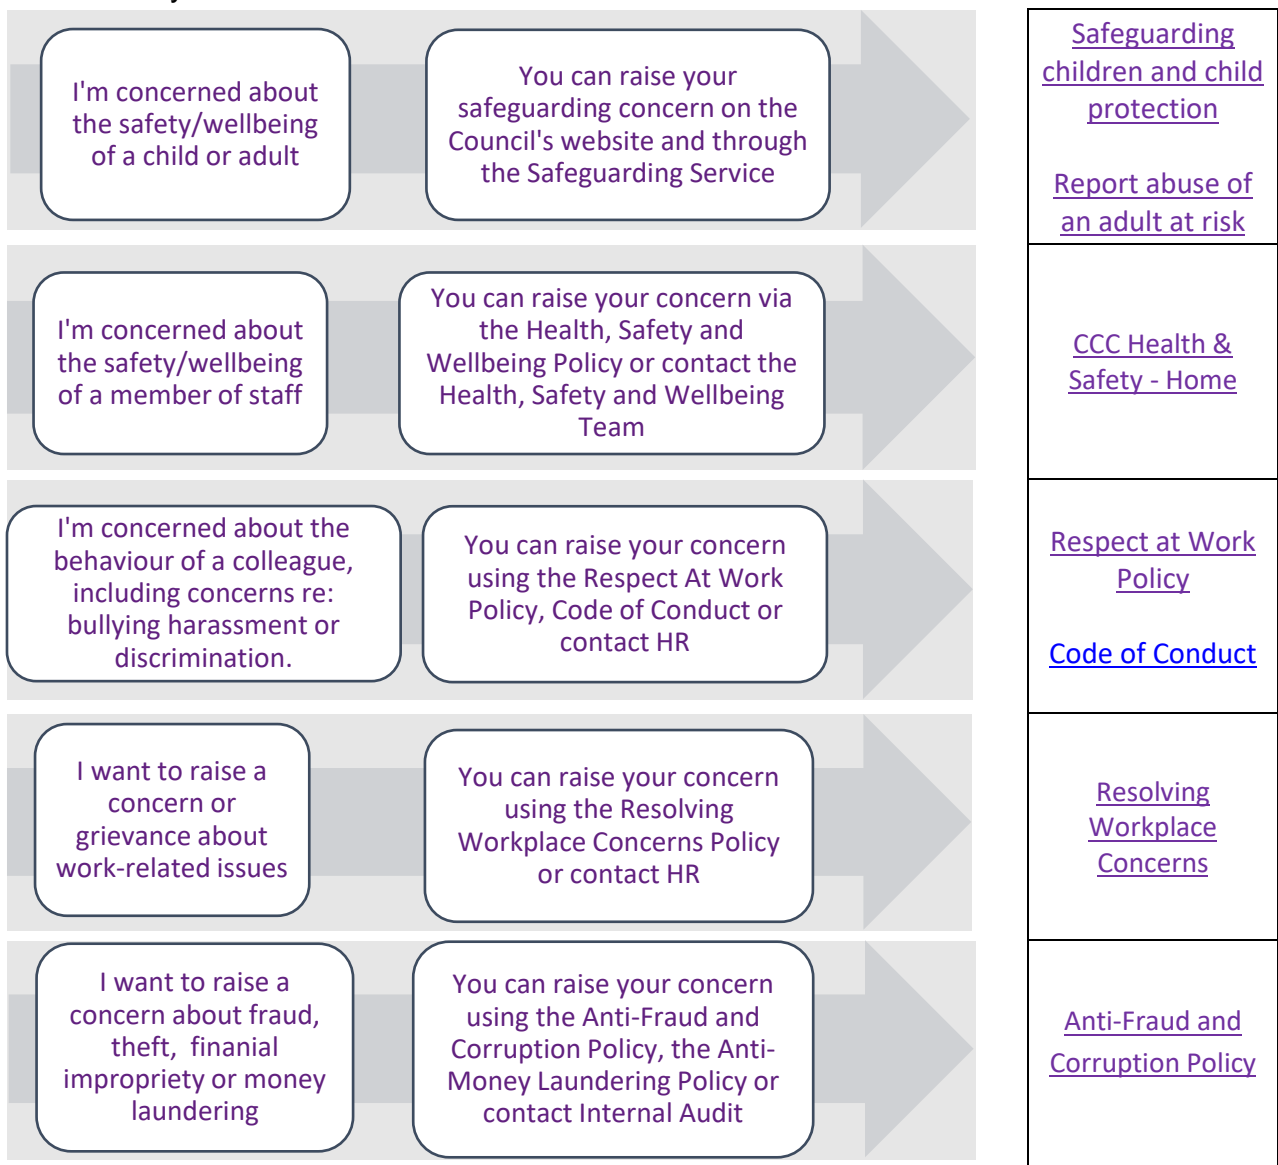 I'm concerned about
the safety/wellbeing
of a child or adult
You can raise your
safeguarding concern on the
Council's website and through
the Safeguarding Service
Safeguarding
children and child
protection
Report abuse of
an adult at risk
I'm concerned about
the safety/wellbeing
of a member of staff
You can raise your concern via
the Health, Safety and
Wellbeing Policy or contact the
Health, Safety and Wellbeing
Team
CCC Health &
Safety - Home
I'm concerned about the
behaviour of a colleague,
including concerns re:
bullying harassment or
discrimination.
You can raise your concern
using the Respect At Work
Policy, Code of Conduct or
contact HR
Respect at Work
Policy
Code of Conduct
I want to raise a
concern or
grievance about
work-related issues
You can raise your concern
using the Resolving
Workplace Concerns Policy
or contact HR
Resolving
Workplace
Concerns
I want to raise a
concern about fraud,
theft,  finanial
impropriety or money
laundering
You can raise your concern
using the Anti-Fraud and
Corruption Policy, the Anti-
Money Laundering Policy or
contact Internal Audit
Anti-Fraud and
Corruption Policy